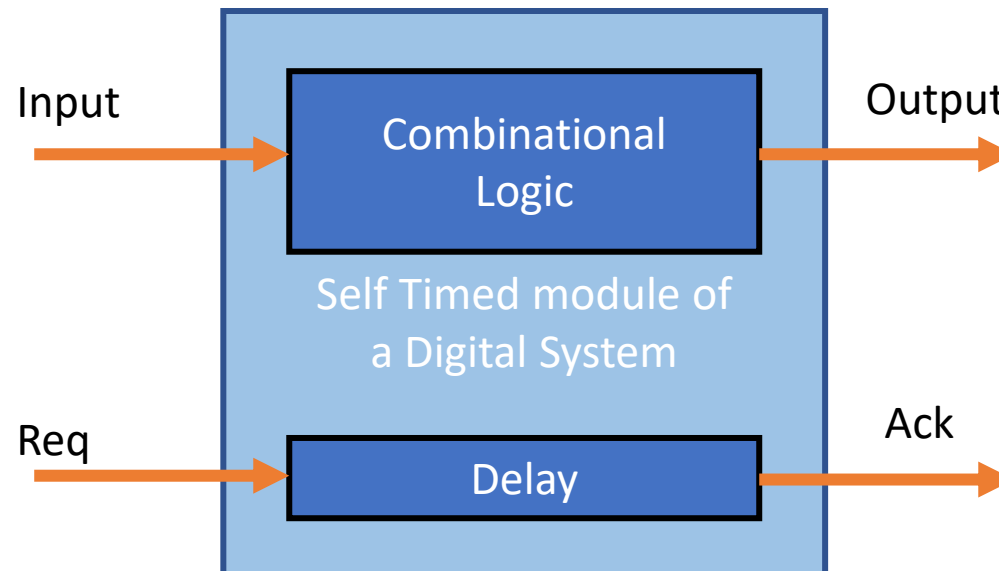 Input
Output
Combinational
Logic
Self Timed module of
a Digital System
Req
Ack
Delay